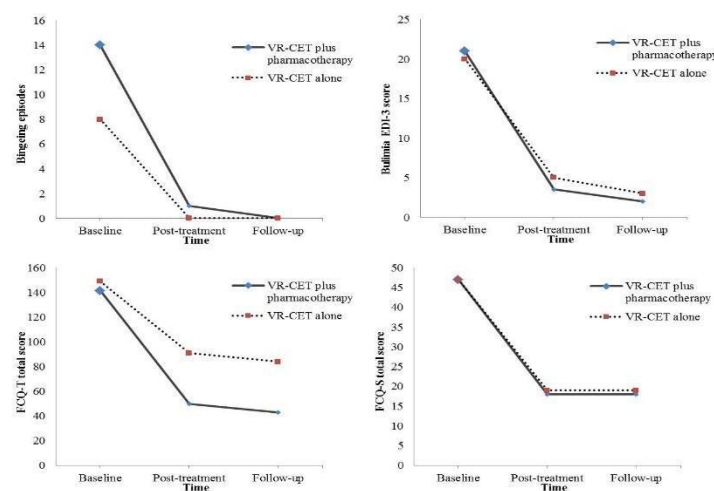 Bingeing episodes
16
14
12
10
8
6
4
2
0
Baseline
Post-treatment
Follow-up
Time
VR-CET plus
pharmacotherapy
VR-CET alone
Bulimia EDI-3 score
25
20
15
10
5
0
Baseline
Post-treatment
Follow-up
Time
VR-CET plus
pharmacotherapy
VR-CET alone
FCQ-T total score
160
140
120
100
80
60
40
20
0
Baseline
Post-treatment
Follow-up
Time
VR-CET plus
pharmacotherapy
VR-CET alone
FCQ-S total score
50
45
40
35
30
25
20
15
10
5
0
Baseline
Post-treatment
Follow-up
Time
VR-CET plus
pharmacotherapy
VR-CET alone